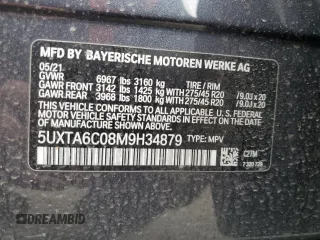 MFD BY BAYERISCHE MOTOREN WERKE AG
05/21
GVWR 6967 lbs 3160 kg TIRE / RIM
GAWR.FRONT 3142 lbs 1425 KG WITH 275/45 R20 / 9.0J x 20
GAWR.REAR 3968 lbs 1800 KG WITH 275/45 R20 / 9.0J x 20
THIS VEHICLE CONFORMS TO ALL APPLICABLE
U.S. FEDERAL MOTOR VEHICLE SAFETY
STANDARDS IN EFFECT ON THE DATE OF
MANUFACTURE SHOWN ABOVE.
5UXTA6C08M9H34879 TYPE: MPV
C27M
DREAMBID